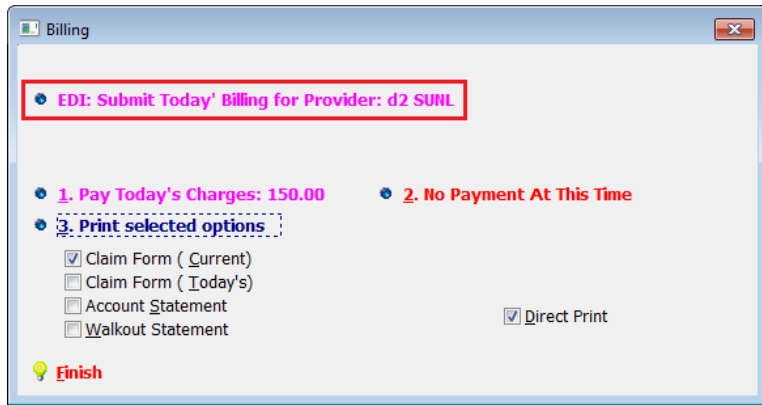 Billing
EDI: Submit Today' Billing for Provider: d2 SUNL
1. Pay Today's Charges: 150.00
2. No Payment At This Time
3. Print selected options
Claim Form ( Current)
Claim Form ( Today's)
Account Statement
Walkout Statement
Direct Print
Finish